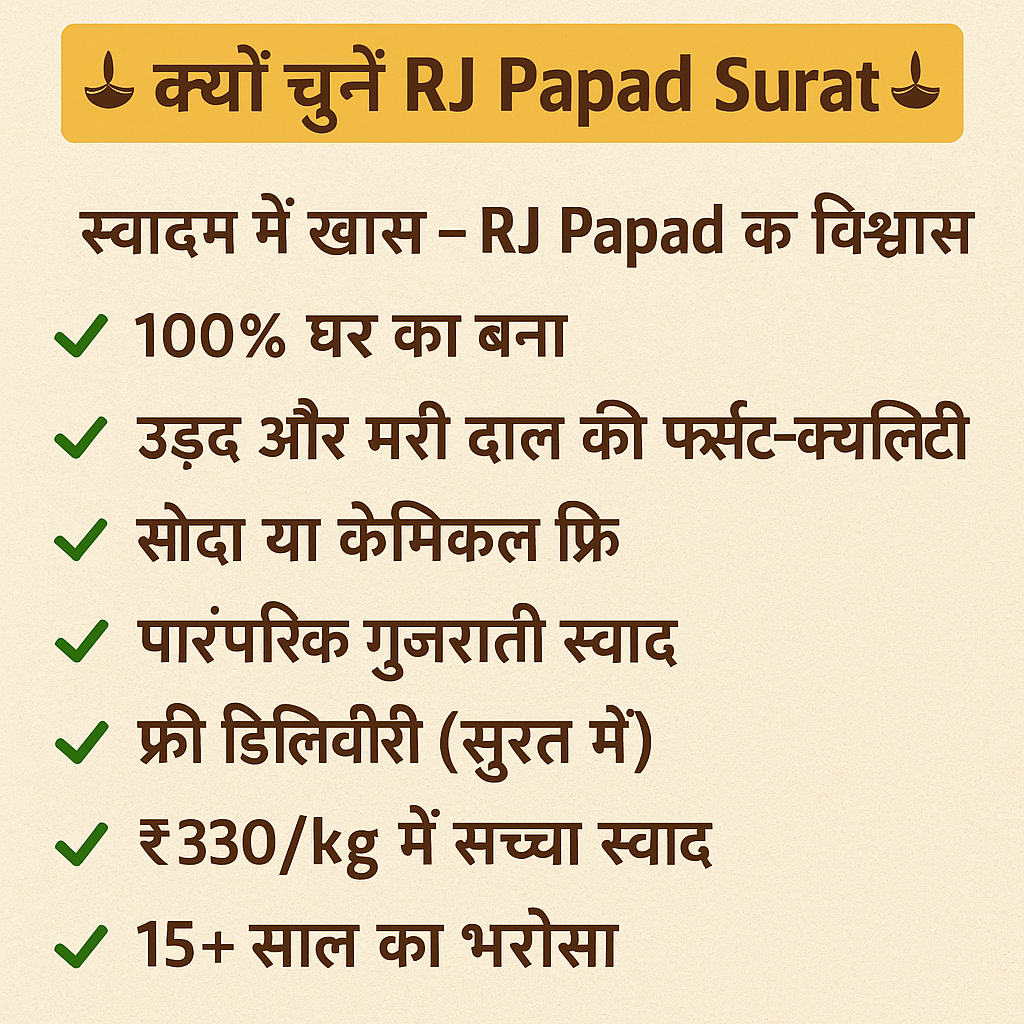 क्यों चुनें RJ Papad Surat
स्वादम में खास – RJ Papad क विश्वास
100% घर का बना
उड़द और मरी दाल की फर्स्सट-क्यलिटी
सोदा या केमिकल फ्रि
पारंपरिक गुजराती स्वाद
फ्री डिलिवीरी (सुरत में)
₹330/kg में सच्चा स्वाद
15+ साल का भरोसा